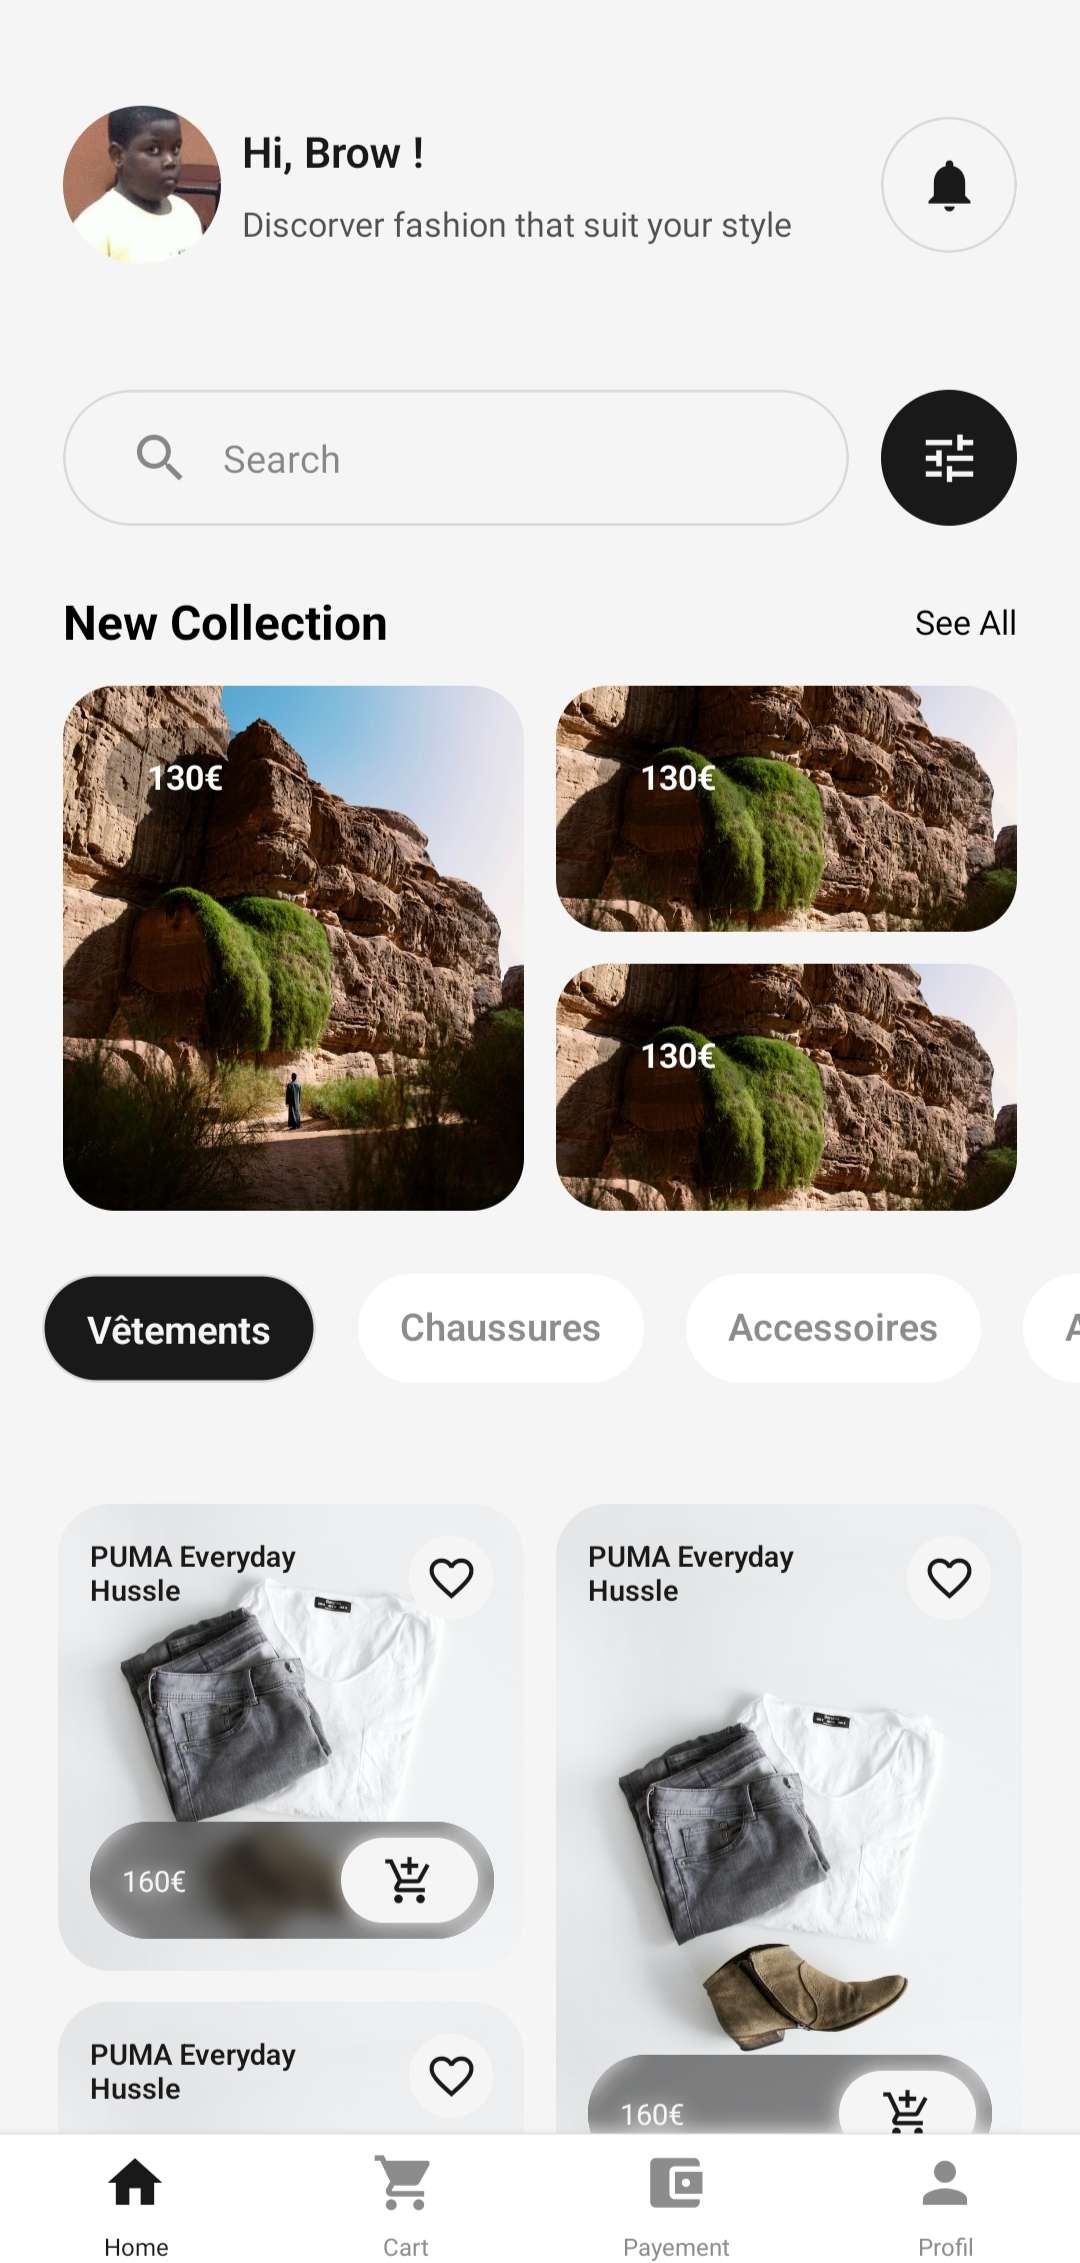 Hi, Brow !
Discorver fashion that suit your style
Search
New Collection
See All
130€
130€
130€
Vêtements
Chaussures
Accessoires
PUMA Everyday
Hussle
160€
PUMA Everyday
Hussle
160€
PUMA Everyday
Hussle
Home
Cart
Payement
Profil